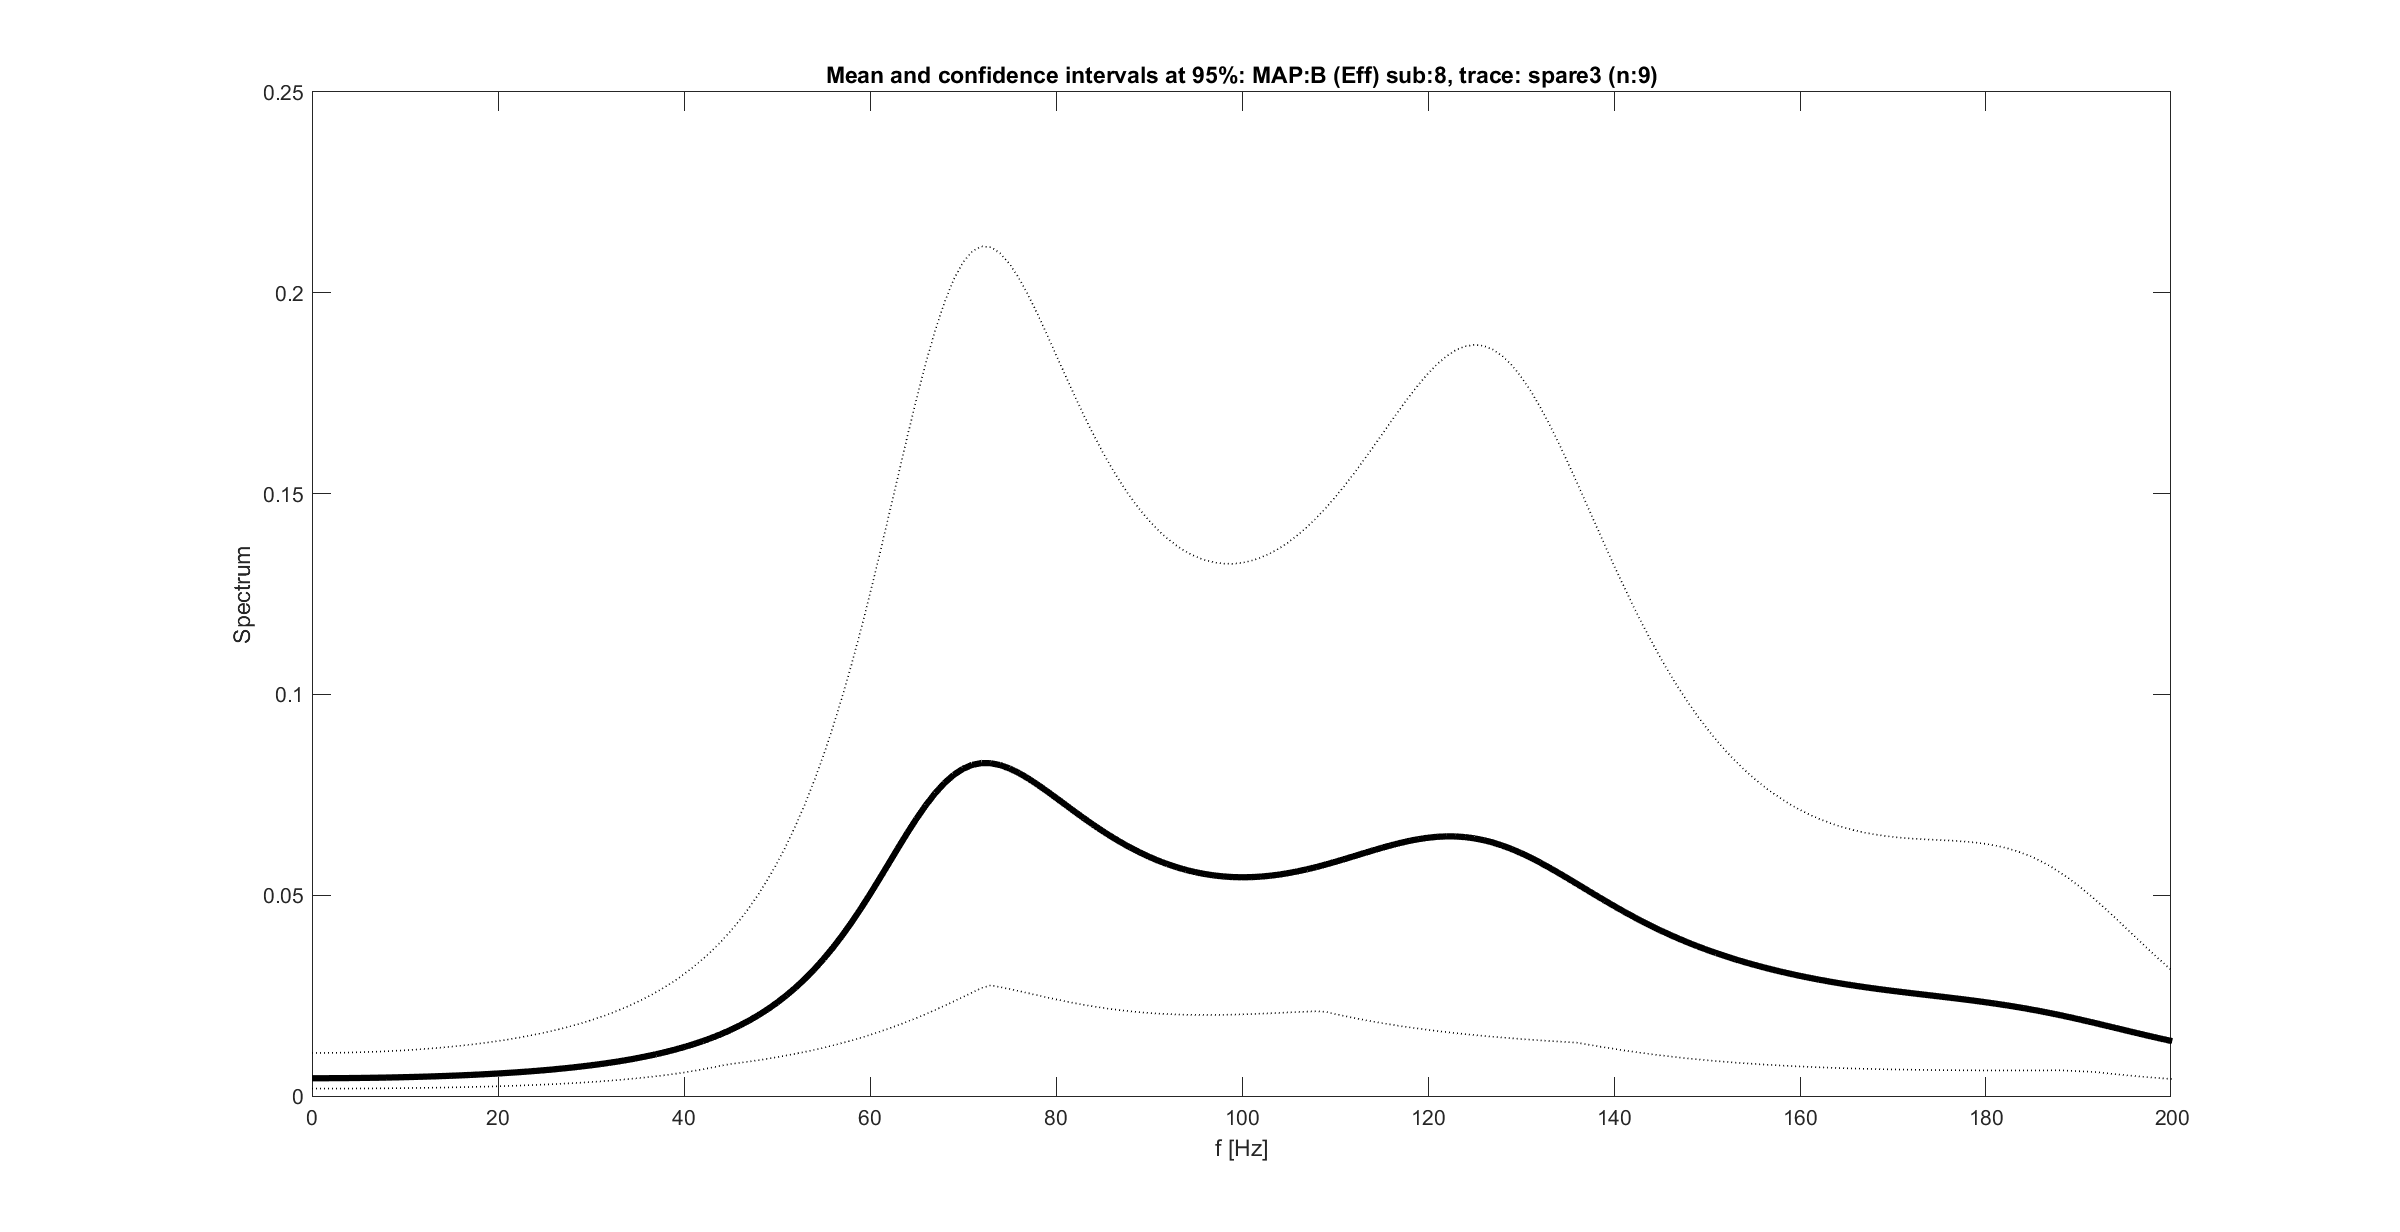 Mean and confidence intervals at 95%: MAP:B (Eff) sub:8, trace: spare3 (n:9)
0.25
0.2
0.15
0.1
0.05
0
Spectrum
0 20 40 60 80 100 120 140 160 180 200
f [Hz]